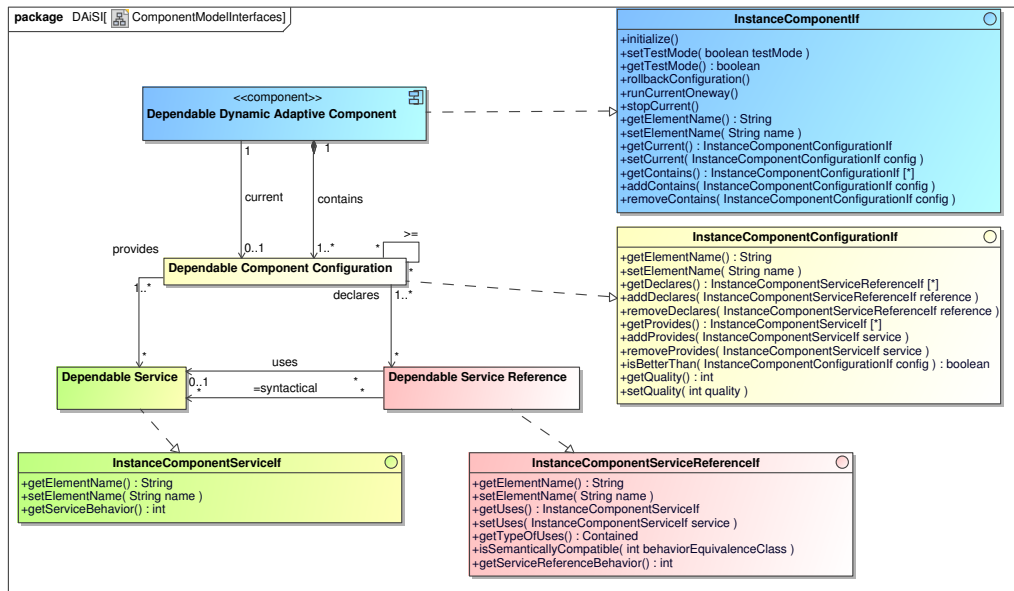 package DAiSI[ ComponentModelInterfaces]
InstanceComponentIf
+initialize()
+setTestMode( boolean testMode )
+getTestMode() : boolean
+rollbackConfiguration()
+runCurrentOneway()
+stopCurrent()
+getElementName() : String
+setElementName( String name )
+getCurrent() : InstanceComponentConfigurationIf
+setCurrent( InstanceComponentConfigurationIf config )
+getContains() : InstanceComponentConfigurationIf [*]
+addContains( InstanceComponentConfigurationIf config )
+removeContains( InstanceComponentConfigurationIf config )
<<component>>
Dependable Dynamic Adaptive Component
1
1
current
contains
0..1
1..*
>=
*
*
provides
Dependable Component Configuration
1..*
declares
1..*
InstanceComponentConfigurationIf
+getElementName() : String
+setElementName( String name )
+getDeclares() : InstanceComponentServiceReferenceIf [*]
+addDeclares( InstanceComponentServiceReferenceIf reference )
+removeDeclares( InstanceComponentServiceReferenceIf reference )
+getProvides() : InstanceComponentServiceIf [*]
+addProvides( InstanceComponentServiceIf service )
+removeProvides( InstanceComponentServiceIf service )
+isBetterThan( InstanceComponentConfigurationIf config ) : boolean
+getQuality() : int
+setQuality( int quality )
*
*
uses
Dependable Service
0..1
*
=syntactical
*
*
Dependable Service Reference
InstanceComponentServiceIf
+getElementName() : String
+setElementName( String name )
+getServiceBehavior() : int
InstanceComponentServiceReferenceIf
+getElementName() : String
+setElementName( String name )
+getUses() : InstanceComponentServiceIf
+setUses( InstanceComponentServiceIf service )
+getTypeOfUses() : Contained
+isSemanticallyCompatible( int behaviorEquivalenceClass )
+getServiceReferenceBehavior() : int